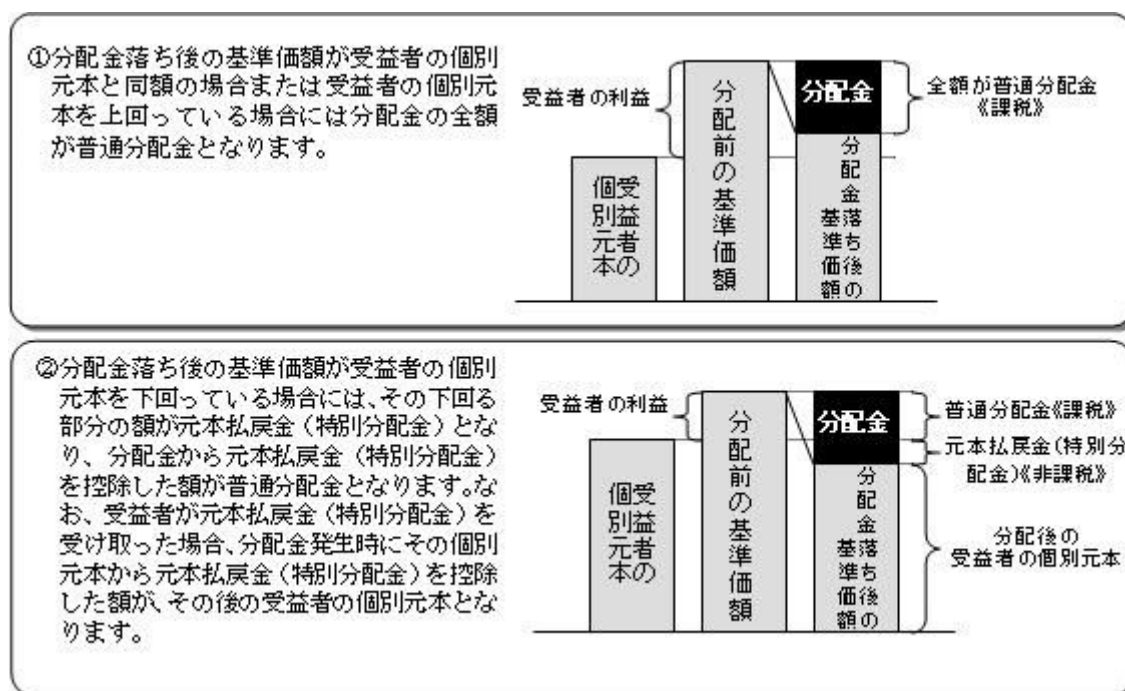 ①分配金落ち後の基準価額が受益者の個別
元本と同額の場合または受益者の個別元
本を上回っている場合には分配金の全額
が普通分配金となります。
受益者の利益
受益者の
個別元本
分配前の基準価額
分配金
分配金落ち後の
基準価額
全額が普通分配金
《課税》
②分配金落ち後の基準価額が受益者の個別
元本を下回っている場合には、その下回る
部分の額が元本払戻金（特別分配金）とな
り、分配金から元本払戻金（特別分配金）
を控除した額が普通分配金となります。な
お、受益者が元本払戻金（特別分配金）を
受け取った場合、分配金発生時にその個別
元本から元本払戻金（特別分配金）を控除
した額が、その後の受益者の個別元本とな
ります。
受益者の利益
受益者の
個別元本
分配前の基準価額
分配金
分配金落ち後の
基準価額
普通分配金《課税》
元本払戻金（特別分
配金）《非課税》
分配後の
受益者の個別元本